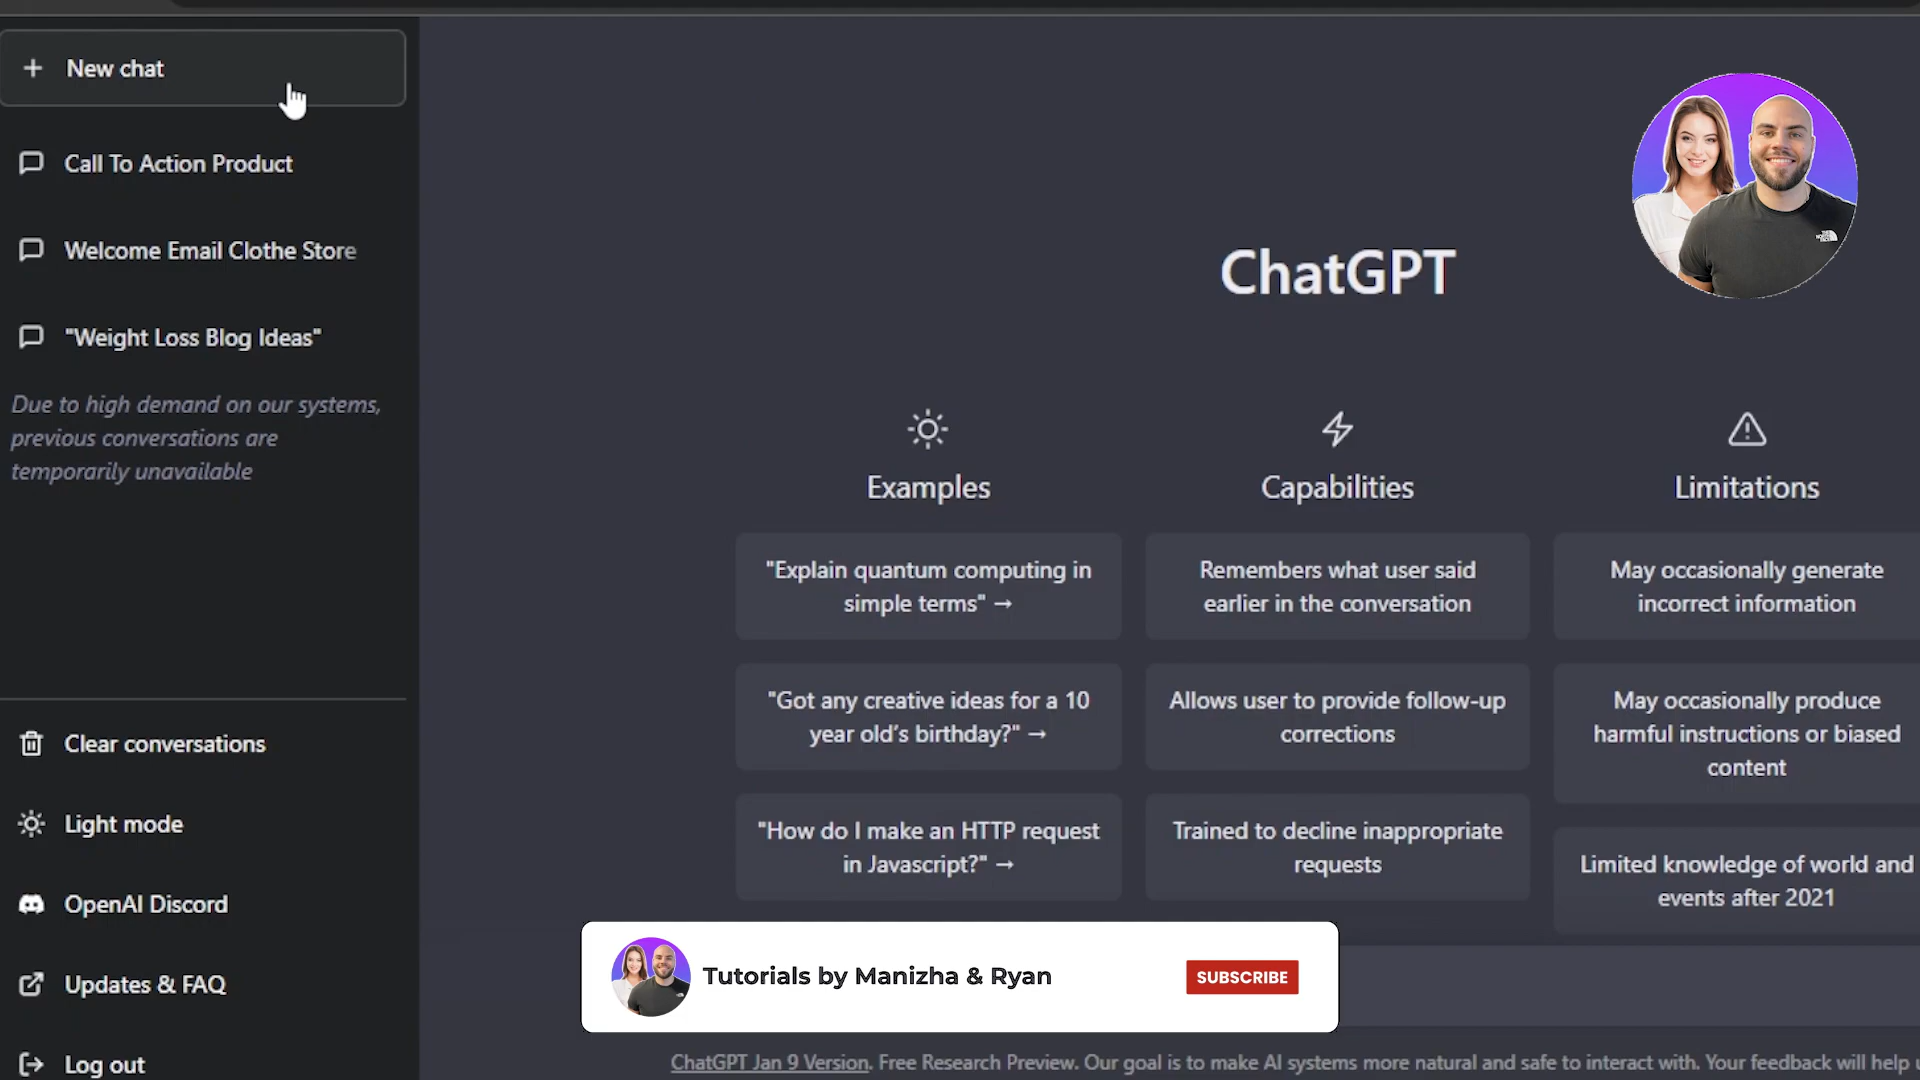 New chat
Call To Action Product
Welcome Email Clothe Store
"Weight Loss Blog Ideas"
Due to high demand on our systems,
previous conversations are
temporarily unavailable
Clear conversations
Light mode
OpenAI Discord
Updates & FAQ
Log out
ChatGPT
Examples
"Explain quantum computing in
simple terms" →
"Got any creative ideas for a 10
year old's birthday?" →
"How do I make an HTTP request
in Javascript?" →
Capabilities
Remembers what user said
earlier in the conversation
Allows user to provide follow-up
corrections
Trained to decline inappropriate
requests
Limitations
May occasionally generate
incorrect information
May occasionally produce
harmful instructions or biased
content
Limited knowledge of world and
events after 2021
Tutorials by Manizha & Ryan
SUBSCRIBE
ChatGPT Jan 9 Version. Free Research Preview. Our goal is to make AI systems more natural and safe to interact with. Your feedback will help